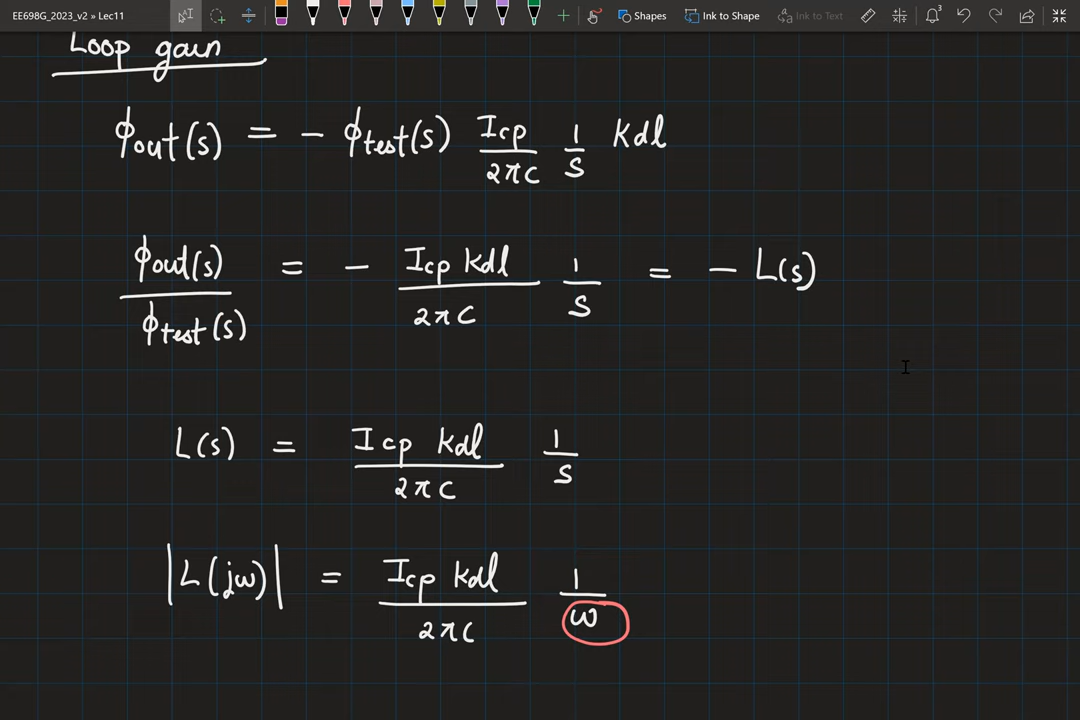 EE698G_2023_v2 » Lec11
Shapes
Ink to Shape
Ink to Text
3
Loop gain
ϕout(s) = - ϕtest(s) Icp/2πC 1/S Kdl
ϕout(s)/ϕtest(s) = - Icp Kdl/2πC 1/S = - L(s)
L(s) = Icp Kdl/2πC 1/S
|L(jω)| = Icp Kdl/2πC 1/ω